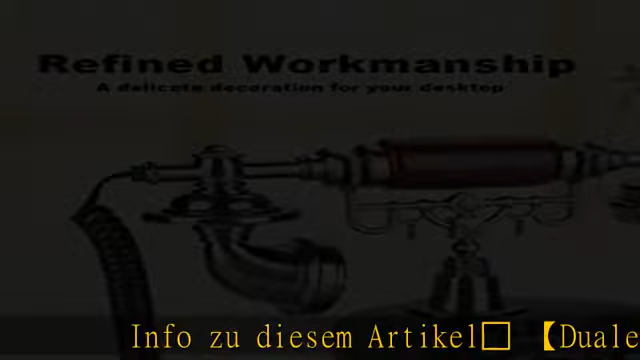 Refined Workmanship
A delicate decoration for your desktop
Info zu diesem Artikel□ 【Duale